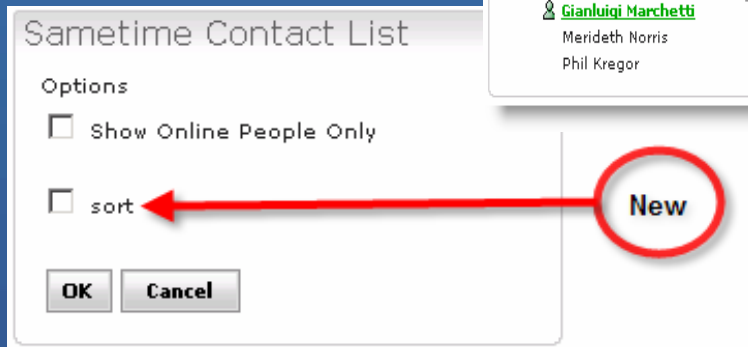 Gianluigi Marchetti
Merideth Norris
Phil Kregor
Sametime Contact List
Options
Show Online People Only
sort
New
OK Cancel